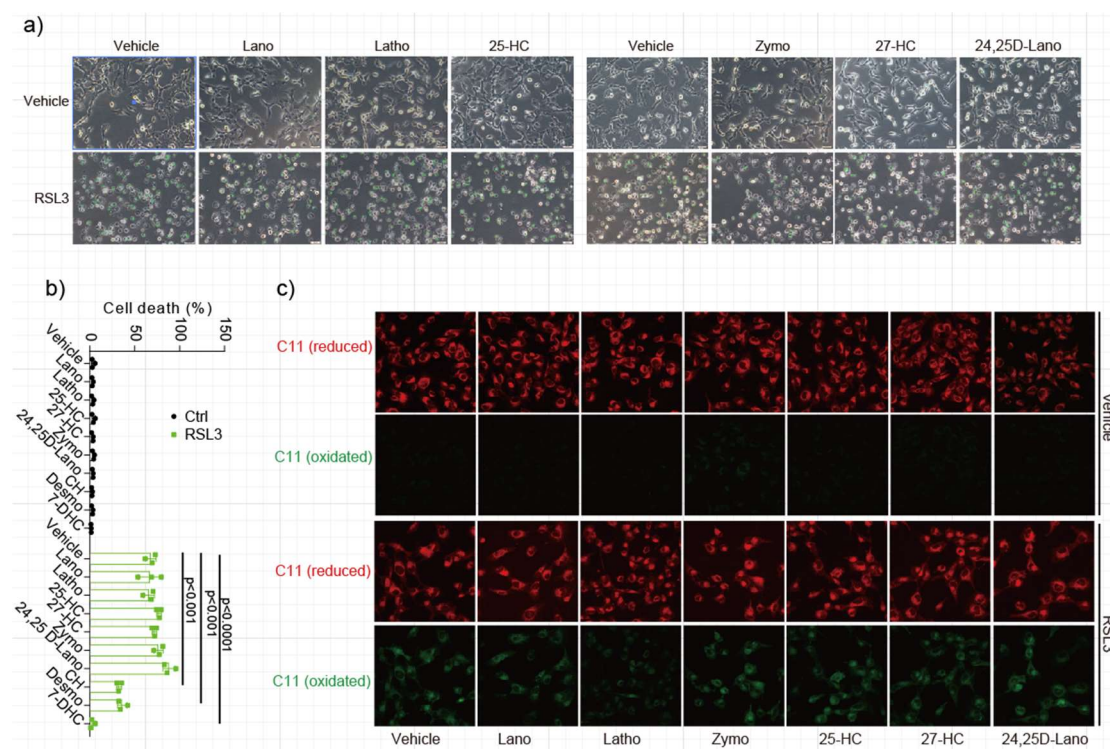 a)
Vehicle Lano Latho 25-HC Vehicle Zymo 27-HC 24,25D-Lano
Vehicle
RSL3
b)
Cell death (%)
0 50 100 150
Vehicle
Lano
Latho
25-HC
27-HC
Zymo
24,25D-Lano
CH
Desmo
7-DHC
Vehicle
Lano
Latho
25-HC
27-HC
Zymo
24,25 D-Lano
CH
Desmo
7-DHC
Ctrl
RSL3
p<0.001
p<0.001
p<0.0001
c)
C11 (reduced)
C11 (oxidated)
Vehicle
C11 (reduced)
C11 (oxidated)
RSL3
Vehicle Lano Latho Zymo 25-HC 27-HC 24,25D-Lano